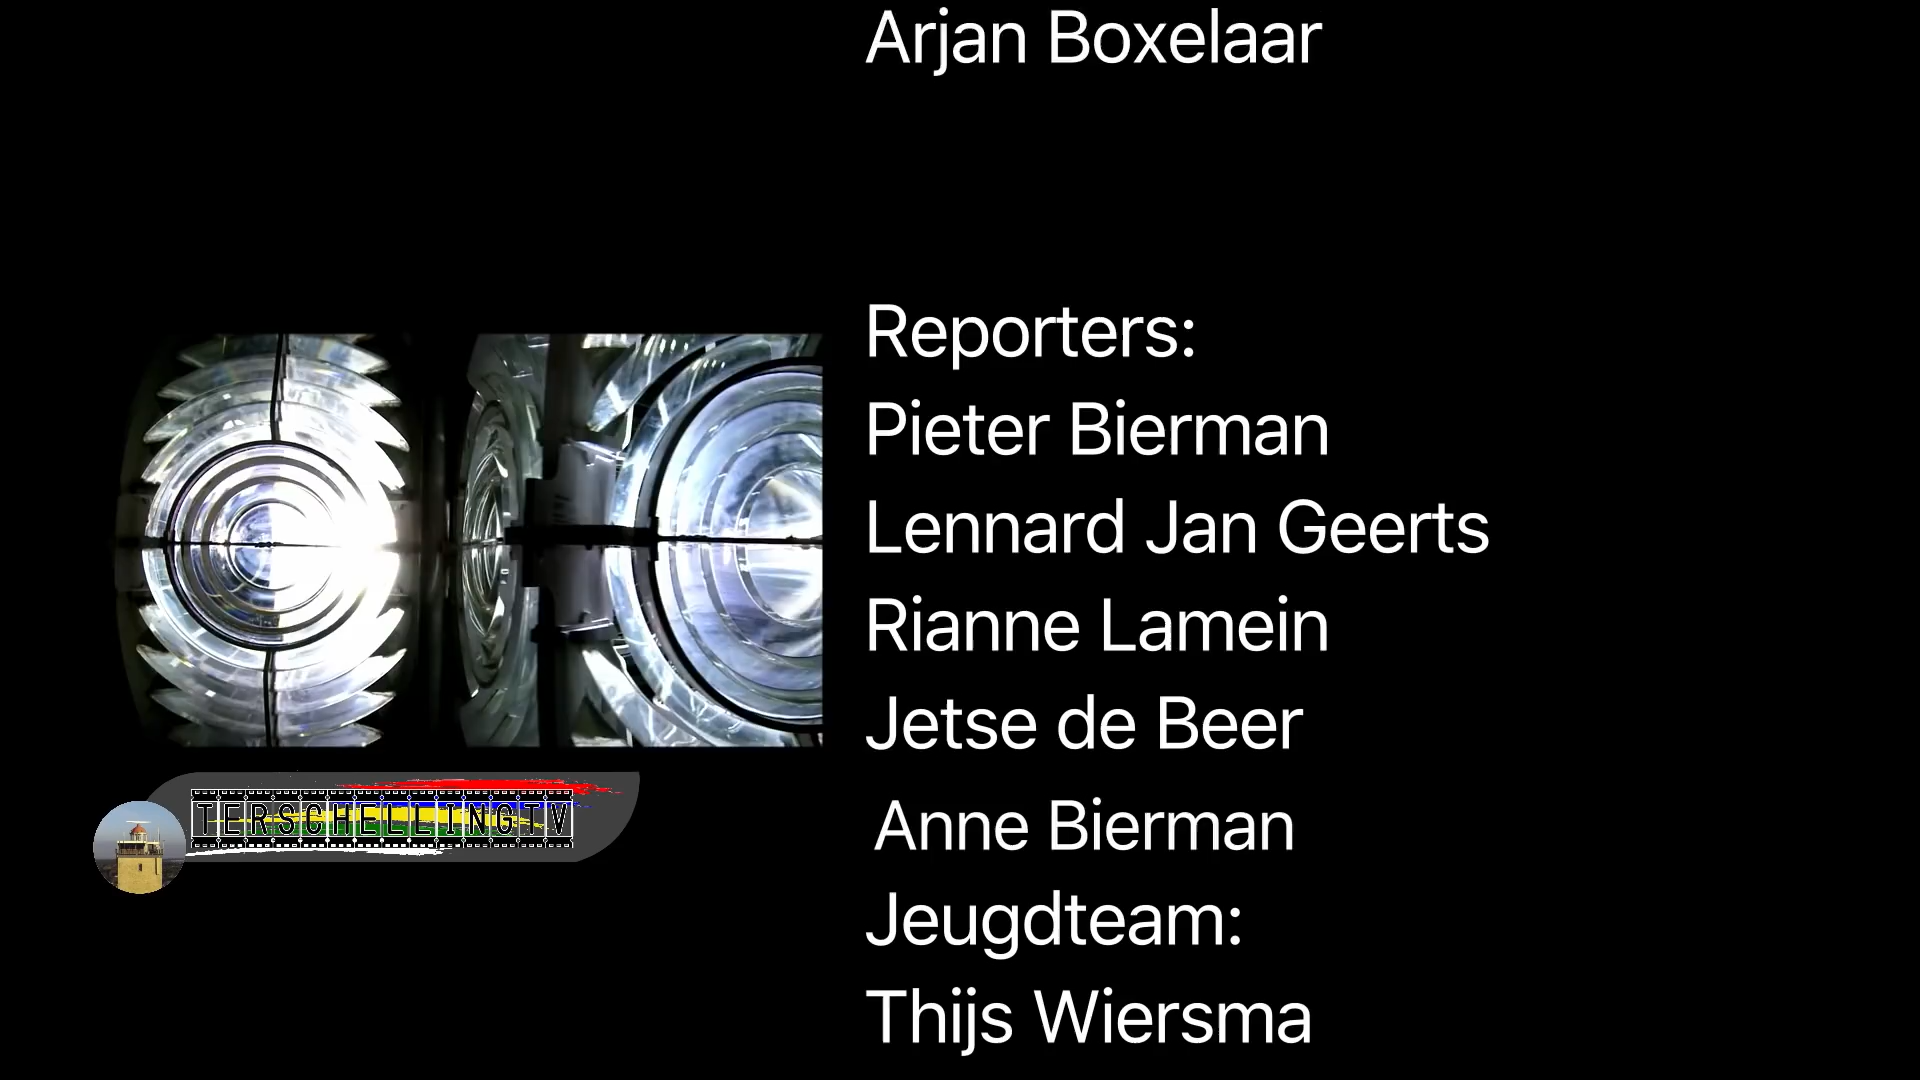 Arjan Boxelaar
Reporters:
Pieter Bierman
Lennard Jan Geerts
Rianne Lamein
Jetse de Beer
Anne Bierman
Jeugdteam:
Thijs Wiersma
TERSCHELLINGTV